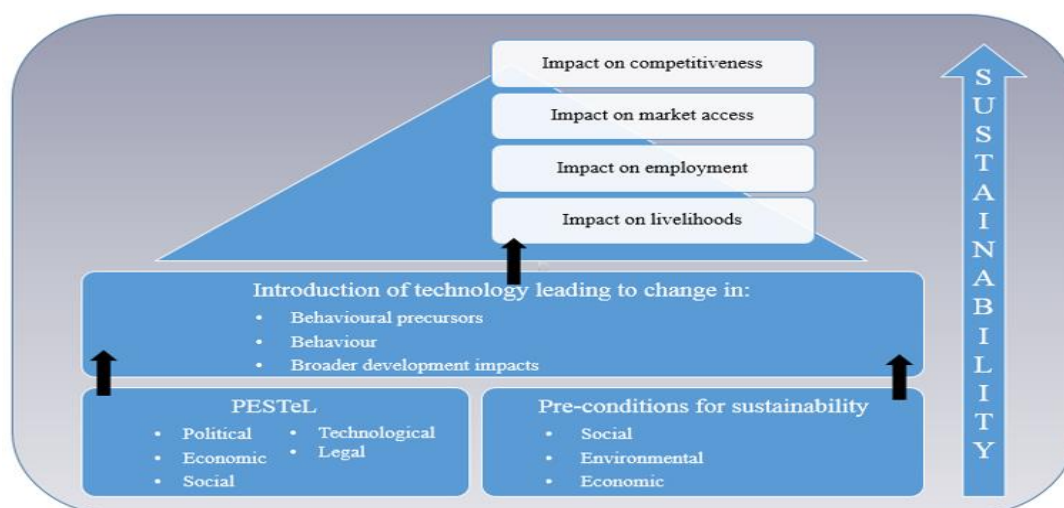 Impact on competitiveness
Impact on market access
Impact on employment
Impact on livelihoods
Introduction of technology leading to change in:
• Behavioural precursors
• Behaviour
• Broader development impacts
PESTeL
• Political
• Economic
• Social
• Technological
• Legal
Pre-conditions for sustainability
• Social
• Environmental
• Economic
SUSTAINABILITY